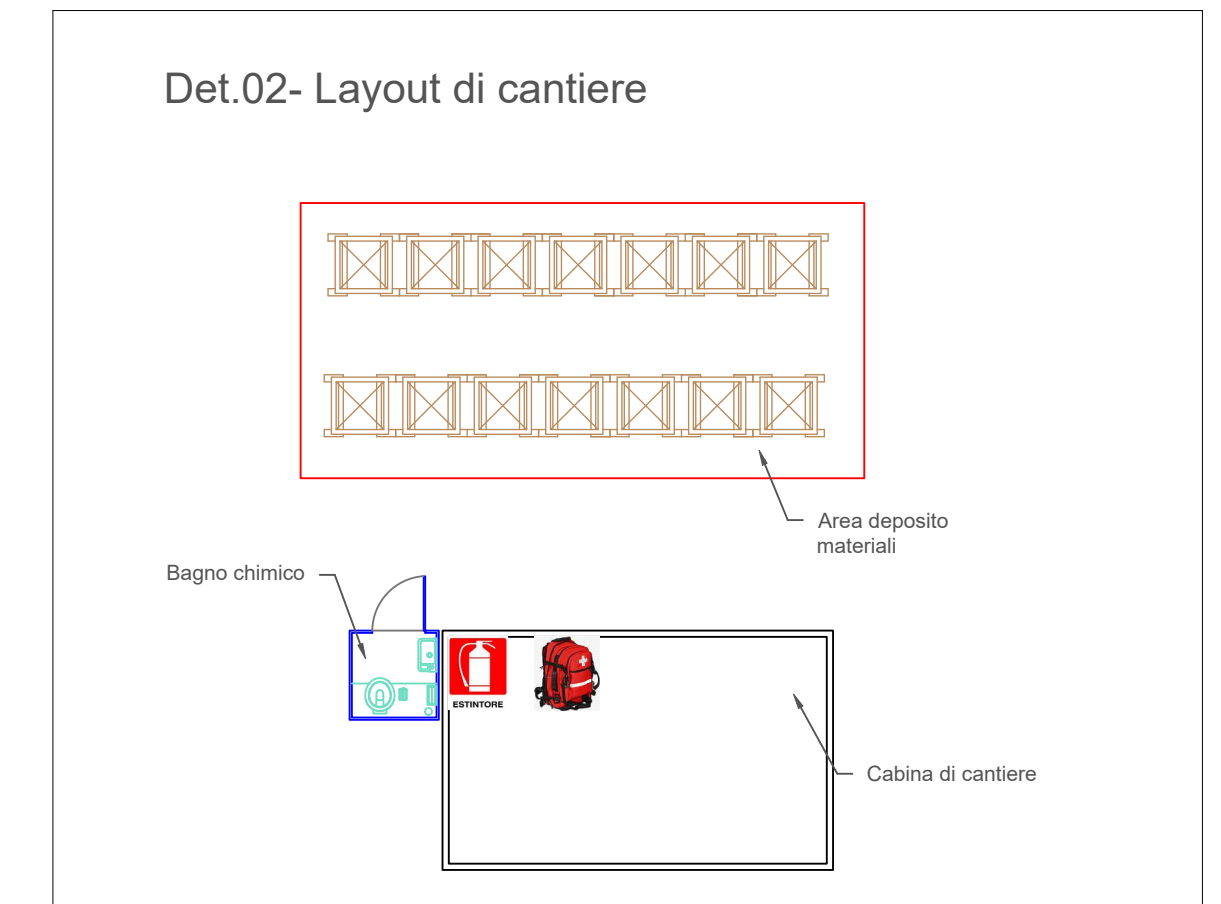 Det.02- Layout di cantiere
Area deposito
materiali
Bagno chimico
ESTINTORE
Cabina di cantiere